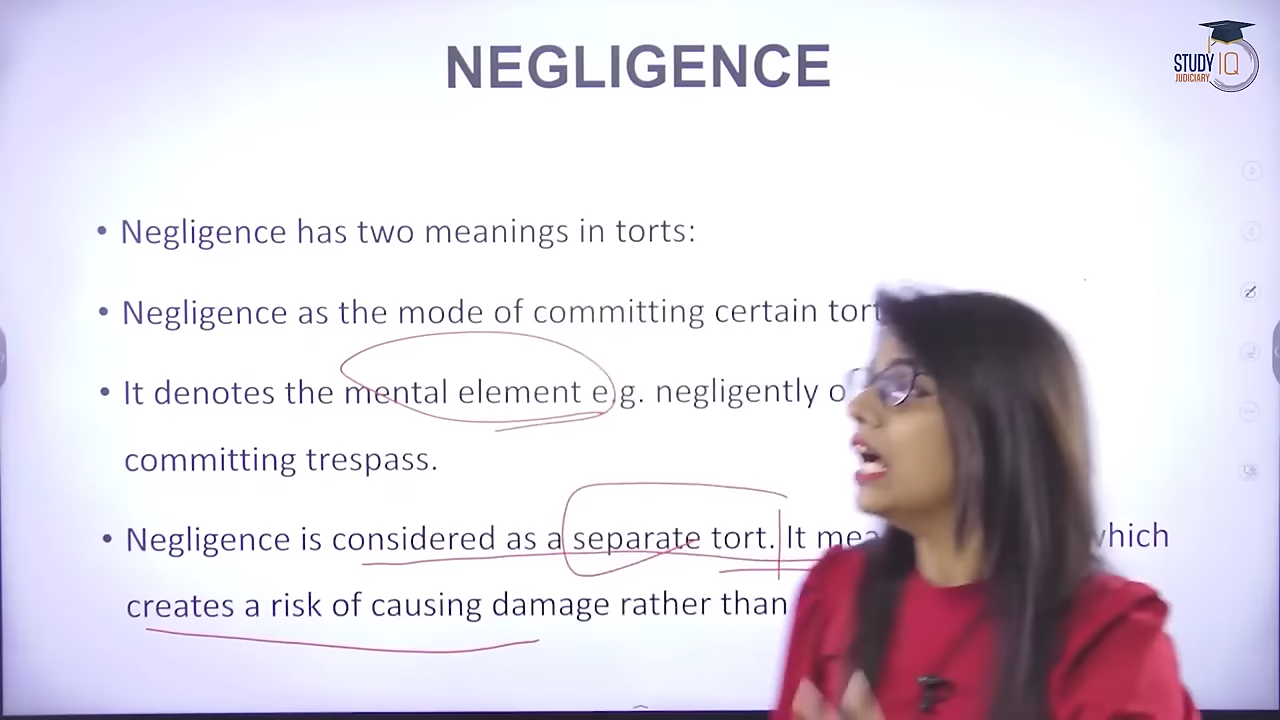 NEGLIGENCE
STUDY IQ
JUDICIARY
• Negligence has two meanings in torts:
• Negligence as the mode of committing certain
• It denotes the mental element e.g. negligently
committing trespass.
• Negligence is considered as a separate tort. It which
creates a risk of causing damage rather than